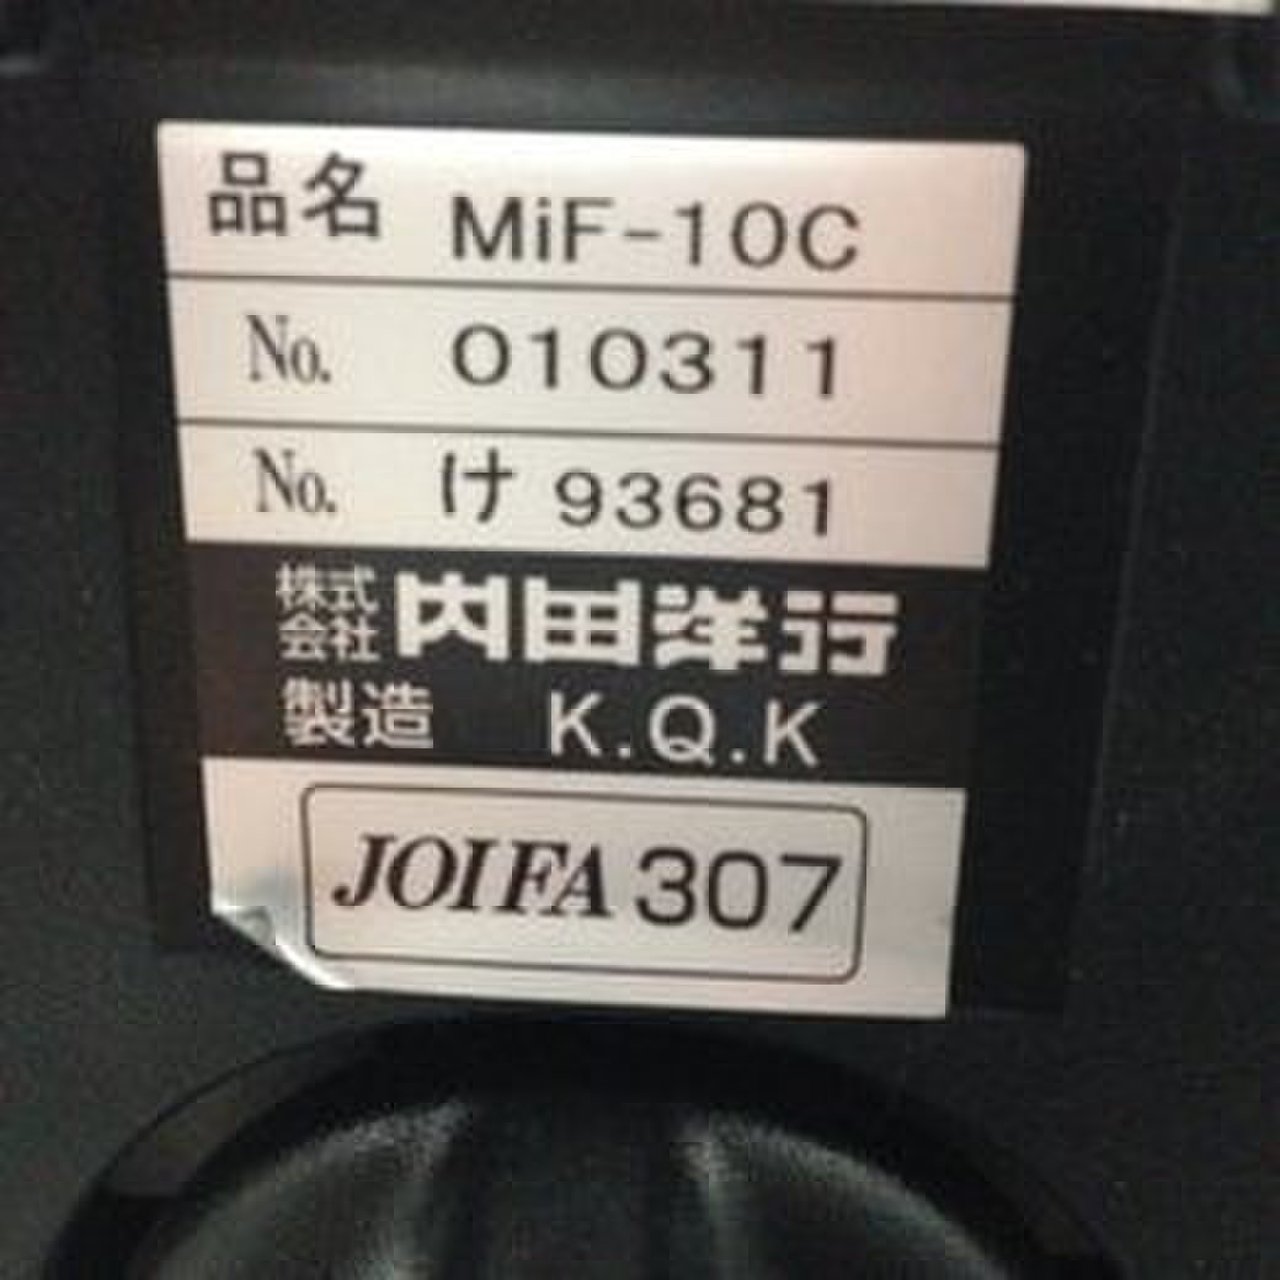 品名 MiF-10C
No. 010311
No. け 93681
株式会社 内田洋行
製造 K.Q.K
JOIFA 307